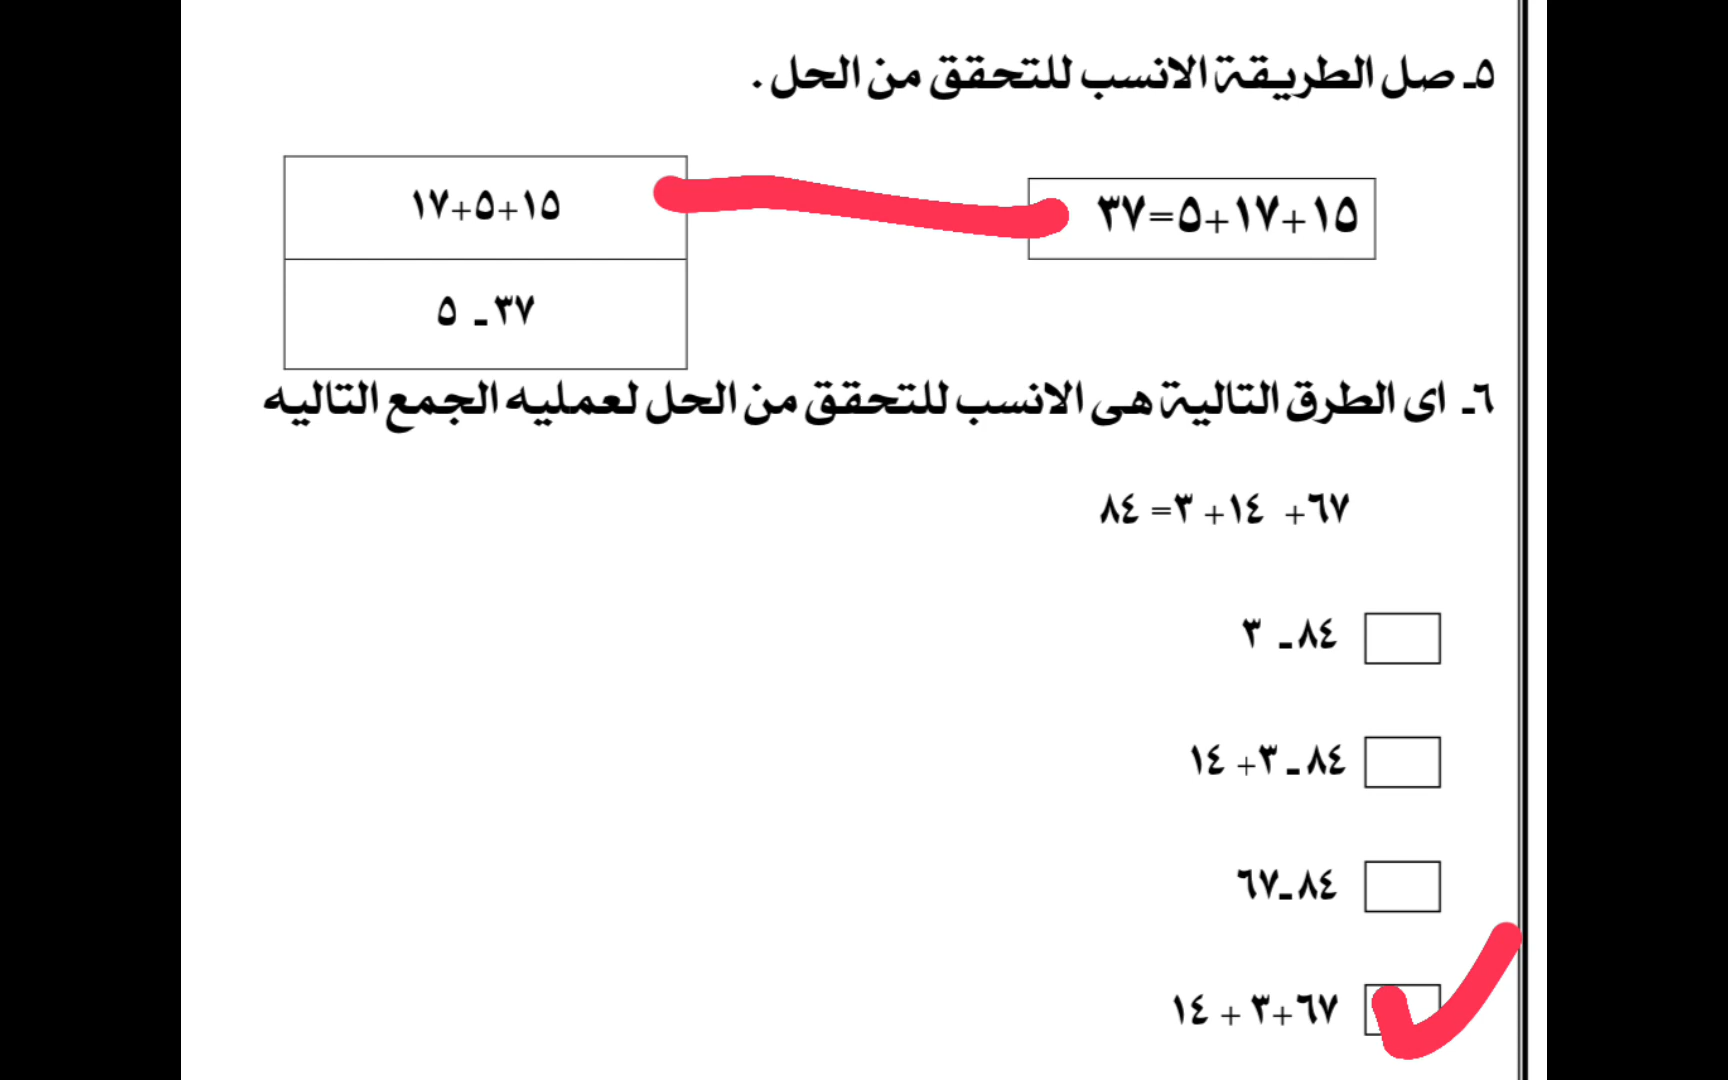 ٥ـ صل الطريقة الانسب للتحقق من الحل .
١٥+١٧+٥=٣٧
١٥+٥+١٧
٣٧ ـ ٥
٦ـ اى الطرق التالية هى الانسب للتحقق من الحل لعمليه الجمع التاليه
٦٧+ ١٤+ ٣= ٨٤
٨٤ ـ ٣
٨٤ ـ ٣+ ١٤
٨٤ ـ٦٧
٦٧+٣ + ١٤